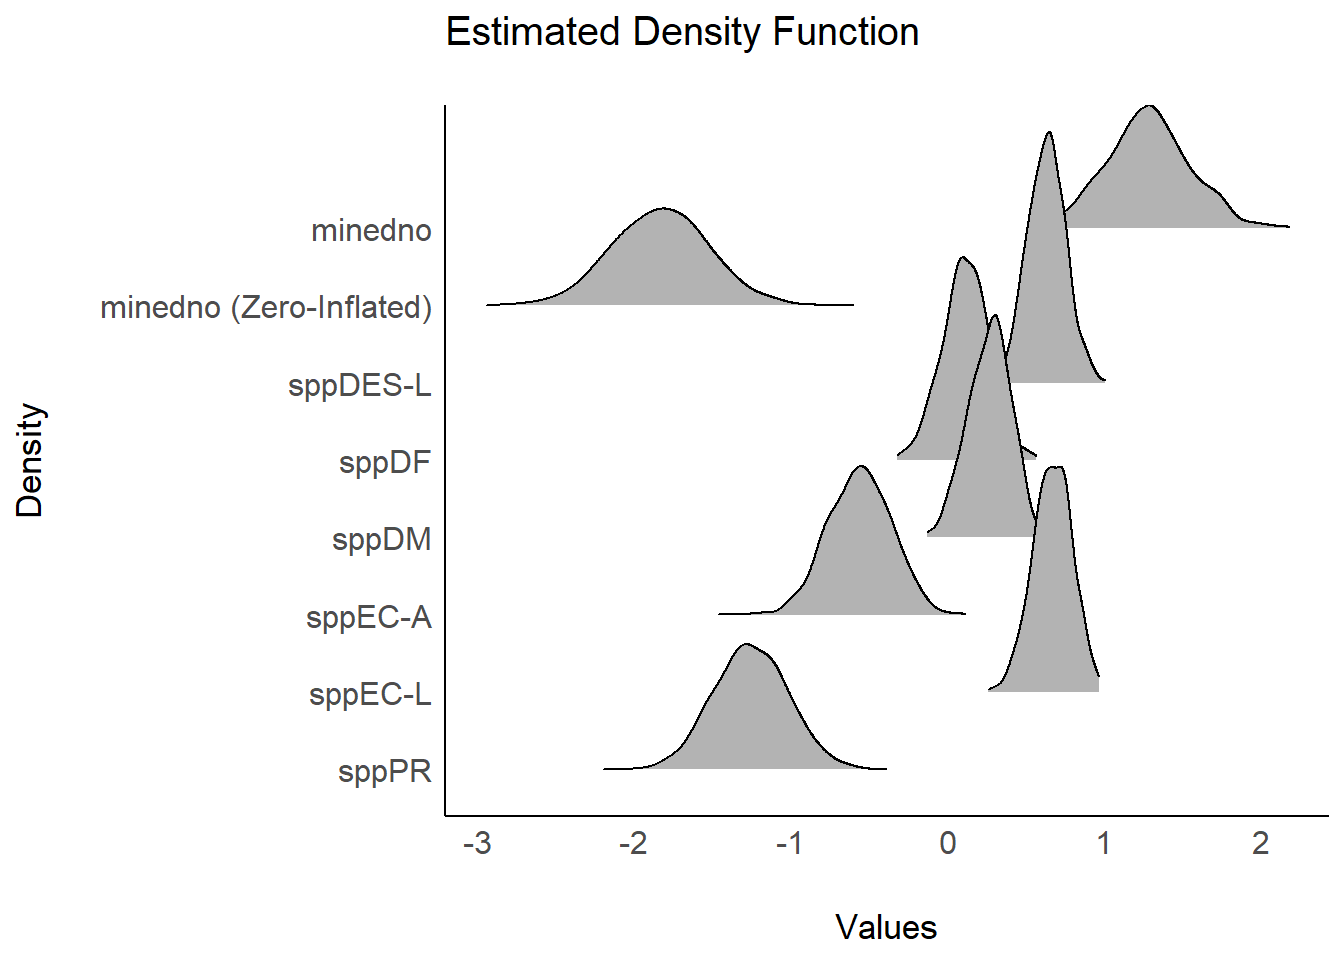 Estimated Density Function
minedno
minedno (Zero-Inflated)
sppDES-L
sppDF
sppDM
sppEC-A
sppEC-L
sppPR
Density
-3 -2 -1 0 1 2
Values